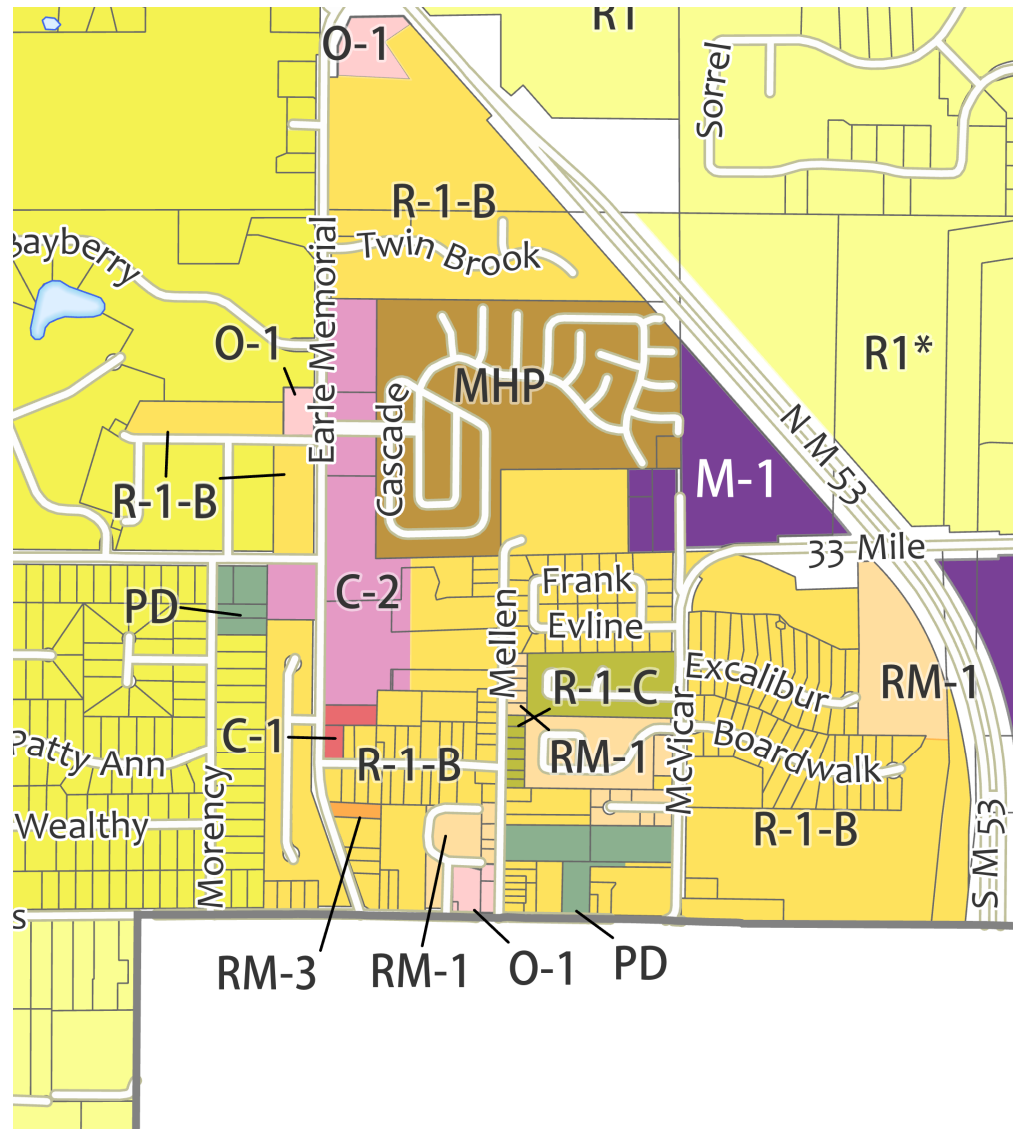 R1
O-1
Sorrel
R-1-B
Twin Brook
Bayberry
Earle Memorial
O-1
R1*
MHP
Cascade
N M 53
M-1
R-1-B
33 Mile
Frank
C-2
PD
Evline
Mellen
Excalibur
R-1-C
RM-1
C-1
Boardwalk
R-1-B
RM-1
McVicar
Patty Ann
Morency
Wealthy
R-1-B
S M 53
s
RM-3
RM-1
O-1
PD